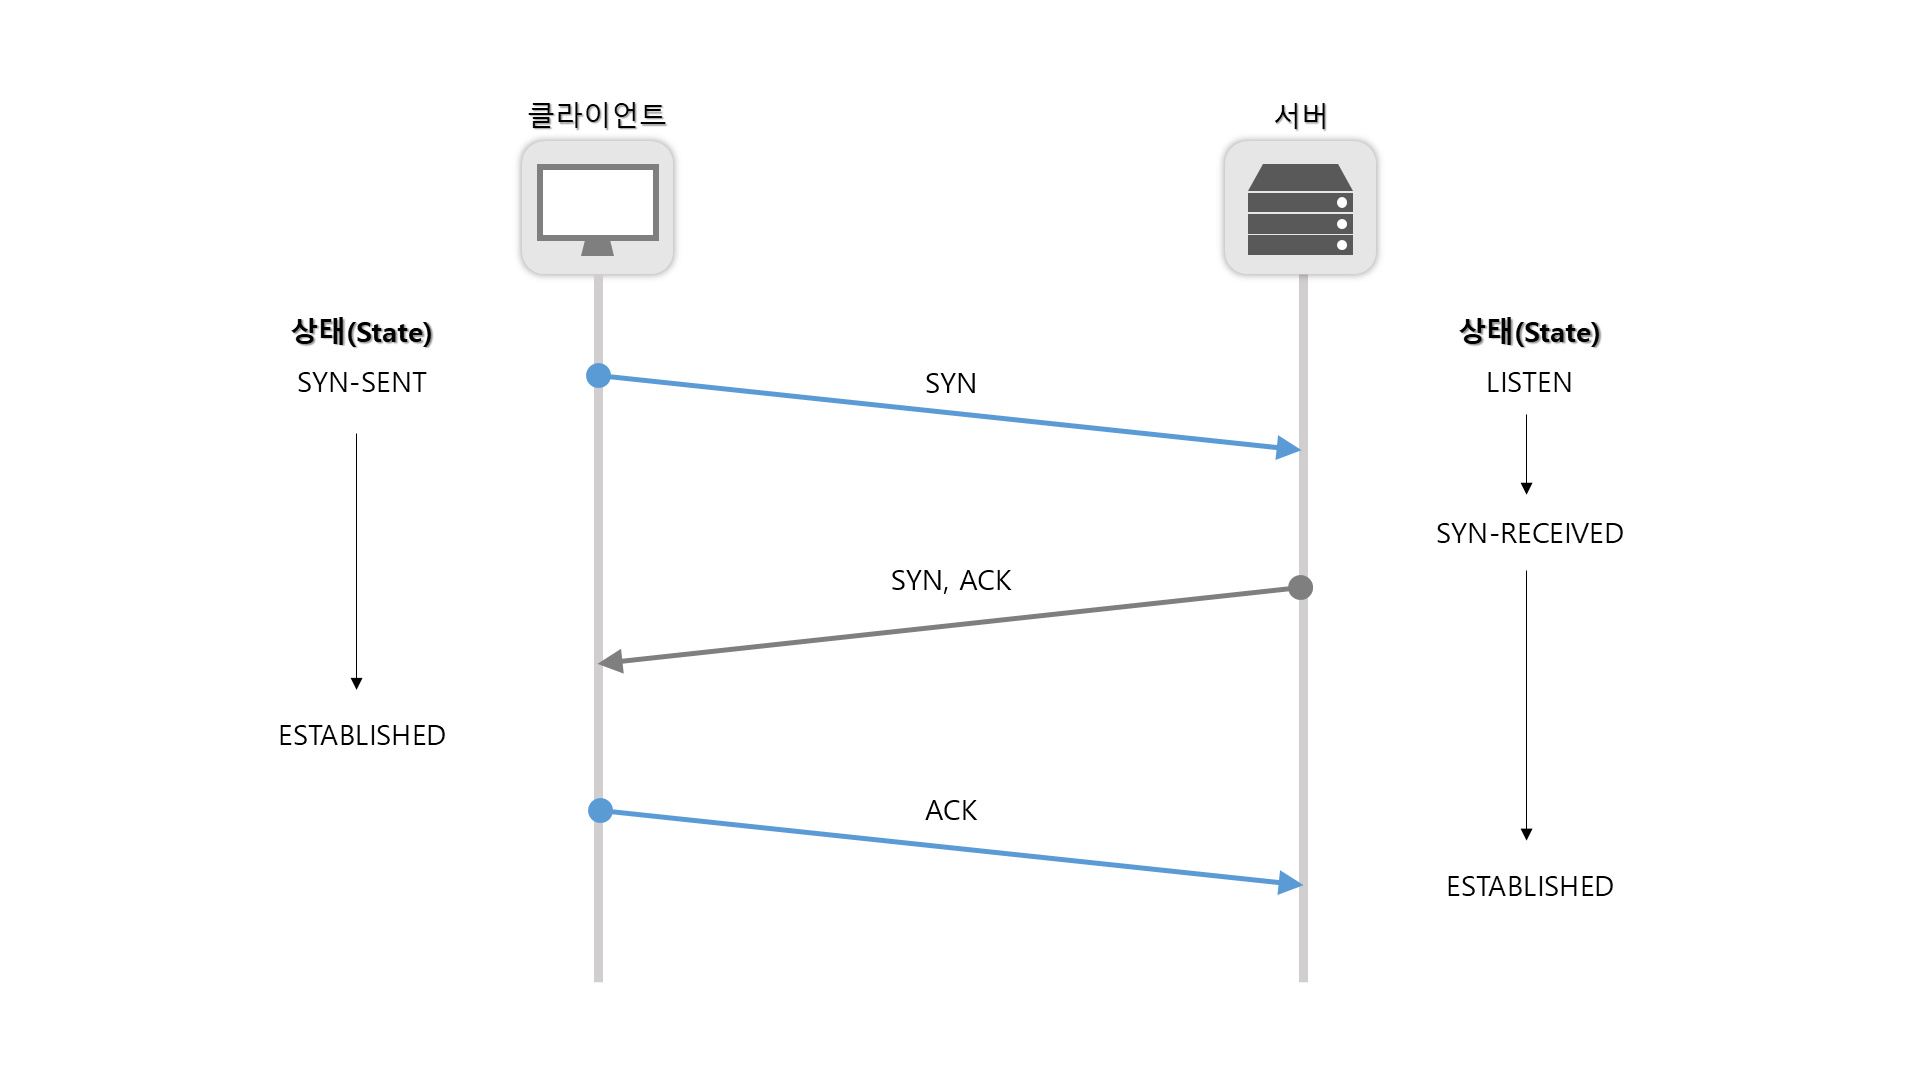 클라이언트
서버
상태(State)
상태(State)
SYN-SENT
SYN
LISTEN
SYN-RECEIVED
SYN, ACK
ESTABLISHED
ACK
ESTABLISHED